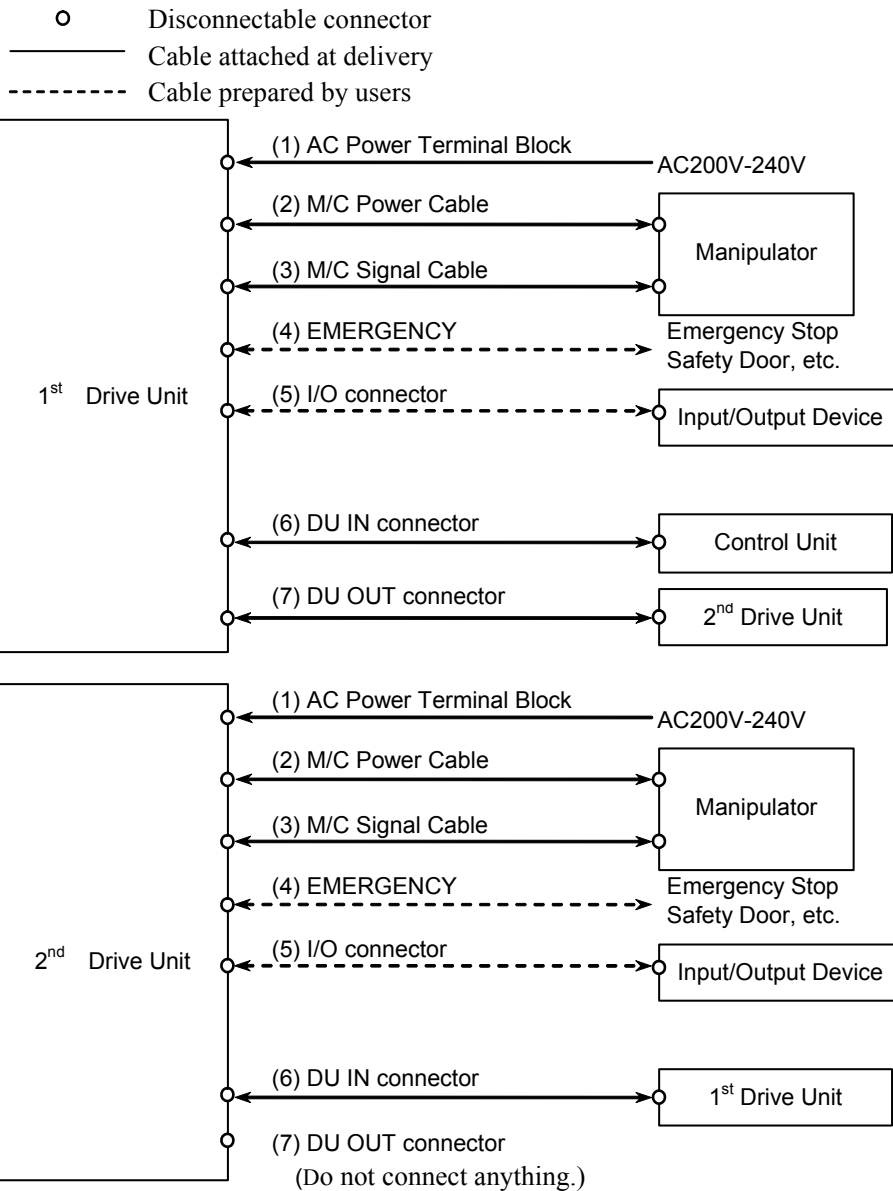 Disconnectable connector
Cable attached at delivery
Cable prepared by users
(1) AC Power Terminal Block
AC200V-240V
(2) M/C Power Cable
Manipulator
(3) M/C Signal Cable
(4) EMERGENCY
Emergency Stop
Safety Door, etc.
1st Drive Unit
(5) I/O connector
Input/Output Device
(6) DU IN connector
Control Unit
(7) DU OUT connector
2nd Drive Unit
(1) AC Power Terminal Block
AC200V-240V
(2) M/C Power Cable
Manipulator
(3) M/C Signal Cable
(4) EMERGENCY
Emergency Stop
Safety Door, etc.
2nd Drive Unit
(5) I/O connector
Input/Output Device
(6) DU IN connector
1st Drive Unit
(7) DU OUT connector
(Do not connect anything.)